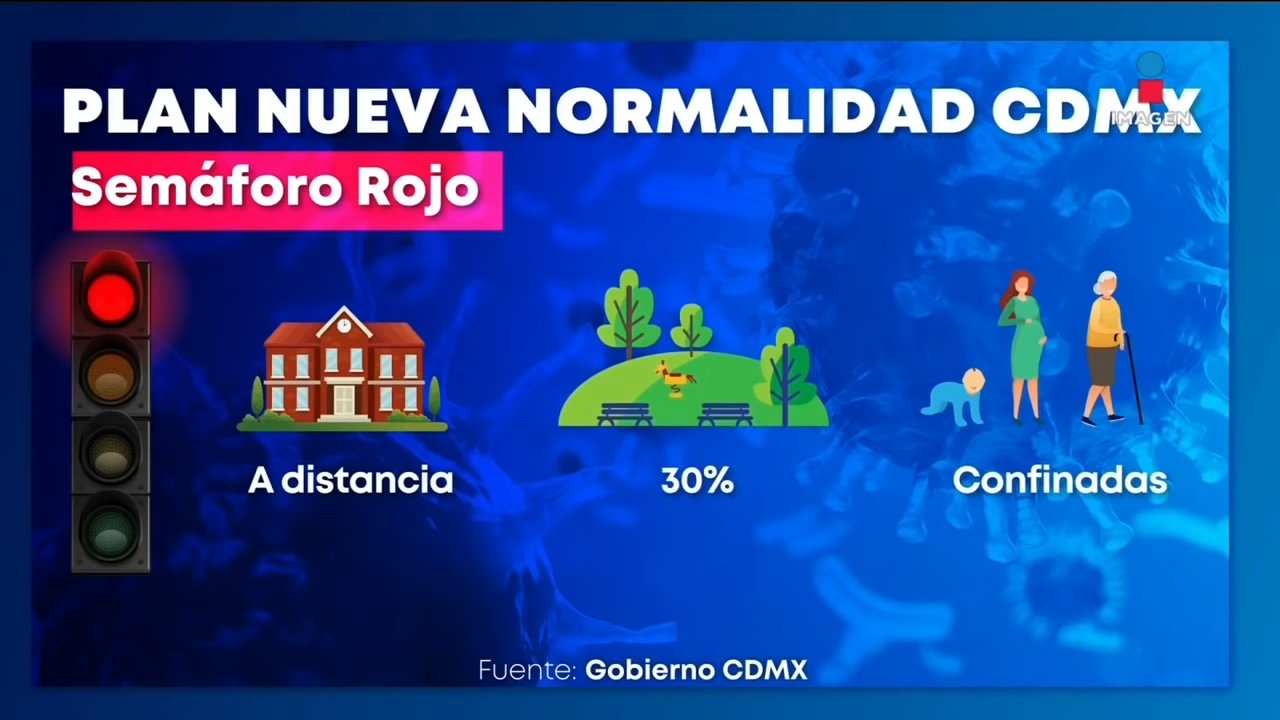 PLAN NUEVA NORMALIDAD CDMX
IMAGEN
Semáforo Rojo
A distancia
30%
Confinadas
Fuente: Gobierno CDMX